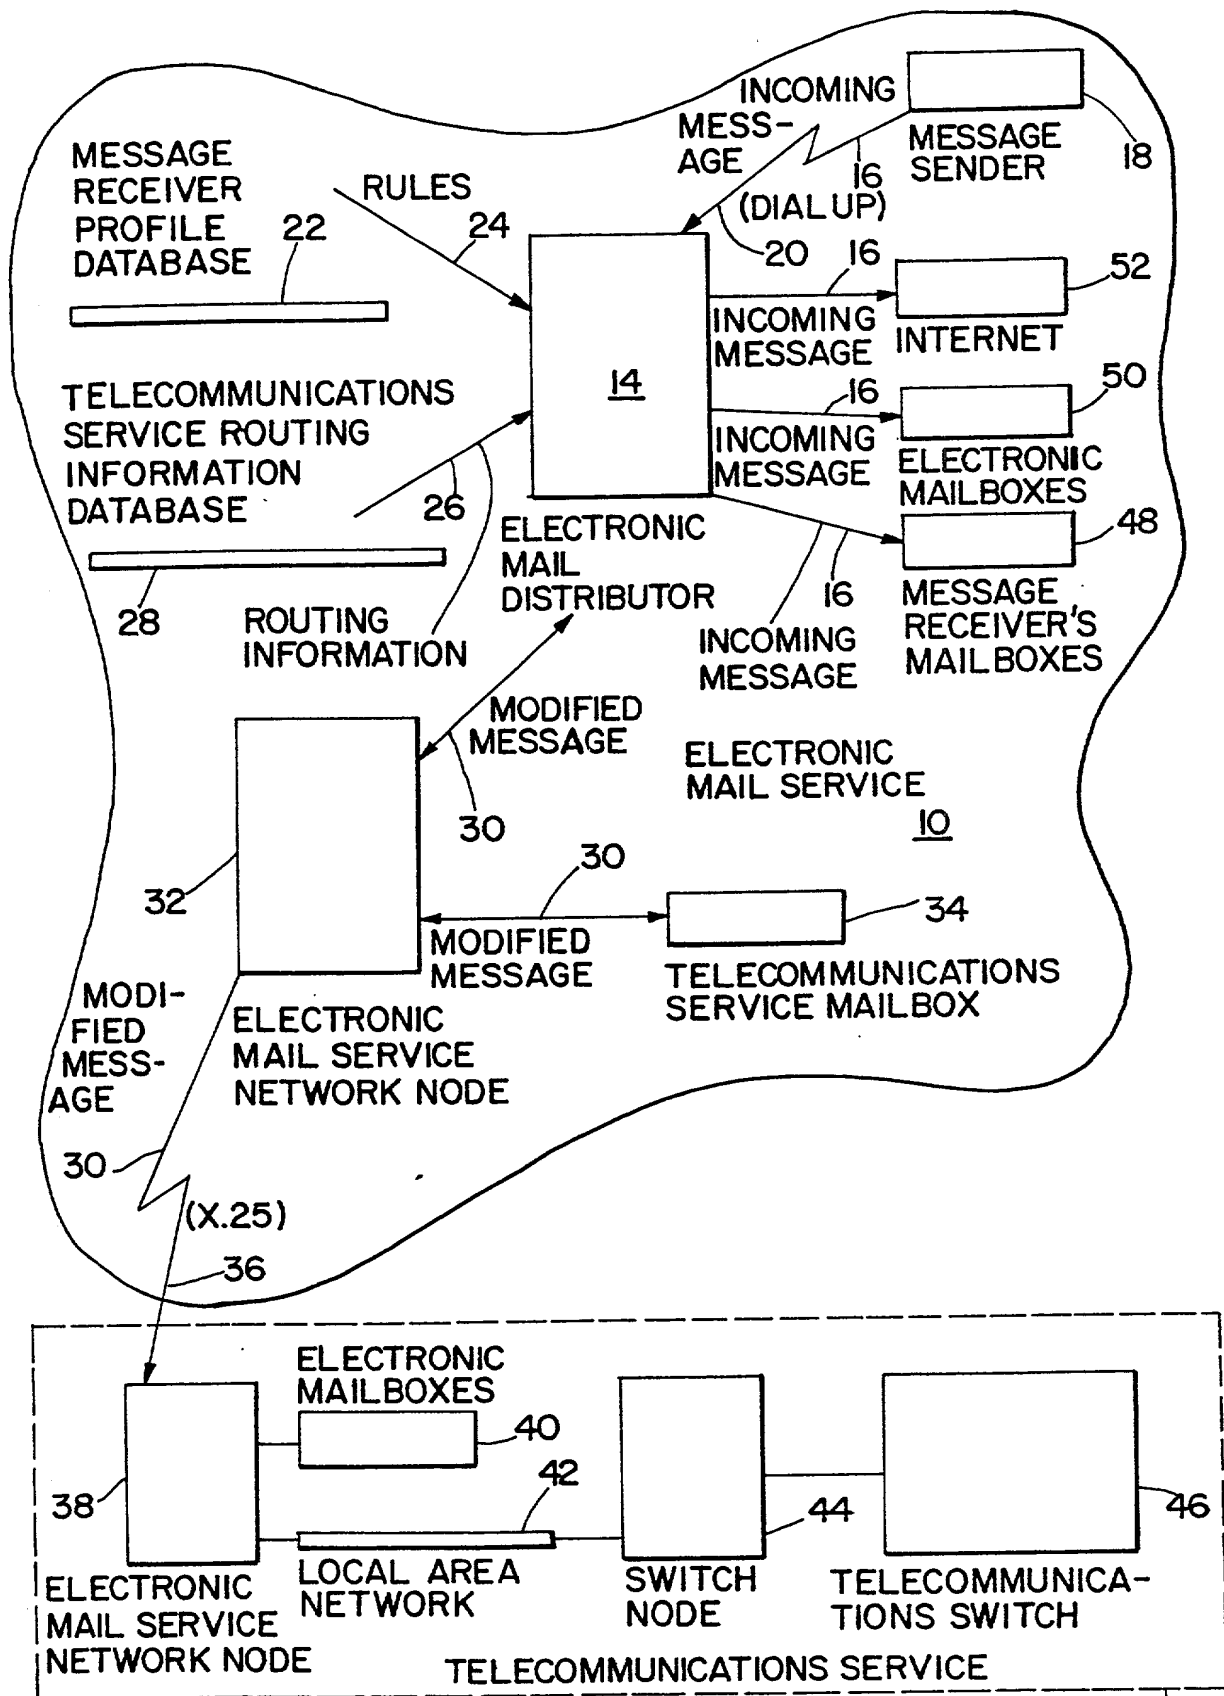 INCOMING
MESS-
AGE
16
MESSAGE
SENDER
18
(DIAL UP)
20
MESSAGE
RECEIVER
PROFILE
DATABASE
22
RULES
24
14
16
INCOMING
MESSAGE
52
INTERNET
16
INCOMING
MESSAGE
50
ELECTRONIC
MAILBOXES
TELECOMMUNICATIONS
SERVICE ROUTING
INFORMATION
DATABASE
26
28
ROUTING
INFORMATION
ELECTRONIC
MAIL
DISTRIBUTOR
16
INCOMING
MESSAGE
48
MESSAGE
RECEIVER'S
MAILBOXES
MODIFIED
MESSAGE
30
ELECTRONIC
MAIL SERVICE
10
32
30
MODIFIED
MESSAGE
34
TELECOMMUNICATIONS
SERVICE MAILBOX
ELECTRONIC
MAIL SERVICE
NETWORK NODE
MODI-
FIED
MESS-
AGE
30
(X.25)
36
ELECTRONIC
MAILBOXES
40
38
42
44
46
LOCAL AREA
NETWORK
ELECTRONIC
MAIL SERVICE
NETWORK NODE
SWITCH
NODE
TELECOMMUNICA-
TIONS SWITCH
TELECOMMUNICATIONS SERVICE